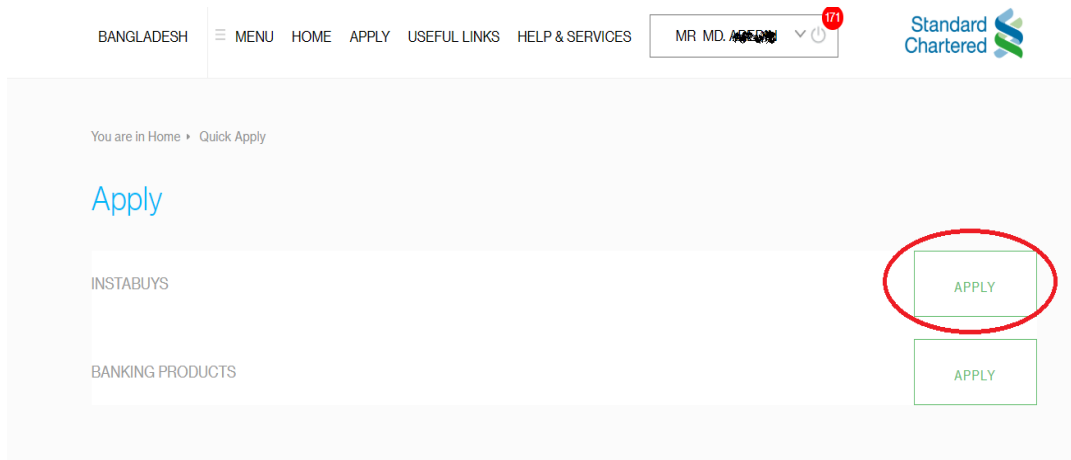 BANGLADESH MENU HOME APPLY USEFUL LINKS HELP & SERVICES MR MD. 171 Standard Chartered
You are in Home Quick Apply
Apply
INSTABUYS APPLY
BANKING PRODUCTS APPLY